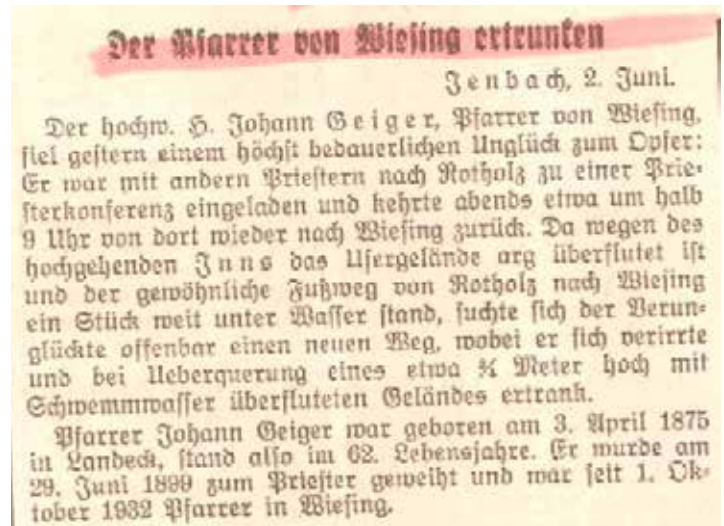 Der Pfarrer von Wiesing ertrunken
Jenbach, 2. Juni.
Der hochw. H. Johann Geiger, Pfarrer von Wiesing,
fiel gestern einem höchst bedauerlichen Unglück zum Opfer:
Er war mit andern Priestern nach Rotholz zu einer Prie-
sterkonferenz eingeladen und kehrte abends etwa um halb
9 Uhr von dort wieder nach Wiesing zurück. Da wegen des
hochgehenden Inns das Ufergelände arg überflutet ist
und der gewöhnliche Fußweg von Rotholz nach Wiesing
ein Stück weit unter Wasser stand, suchte sich der Verun-
glückte offenbar einen neuen Weg, wobei er sich verirrte
und bei Ueberquerung eines etwa ¾ Meter hoch mit
Schwemmwasser überfluteten Geländes ertrank.
Pfarrer Johann Geiger war geboren am 3. April 1875
in Landeck, stand also im 62. Lebensjahre. Er wurde am
29. Juni 1899 zum Priester geweiht und war seit 1. Ok-
tober 1932 Pfarrer in Wiesing.